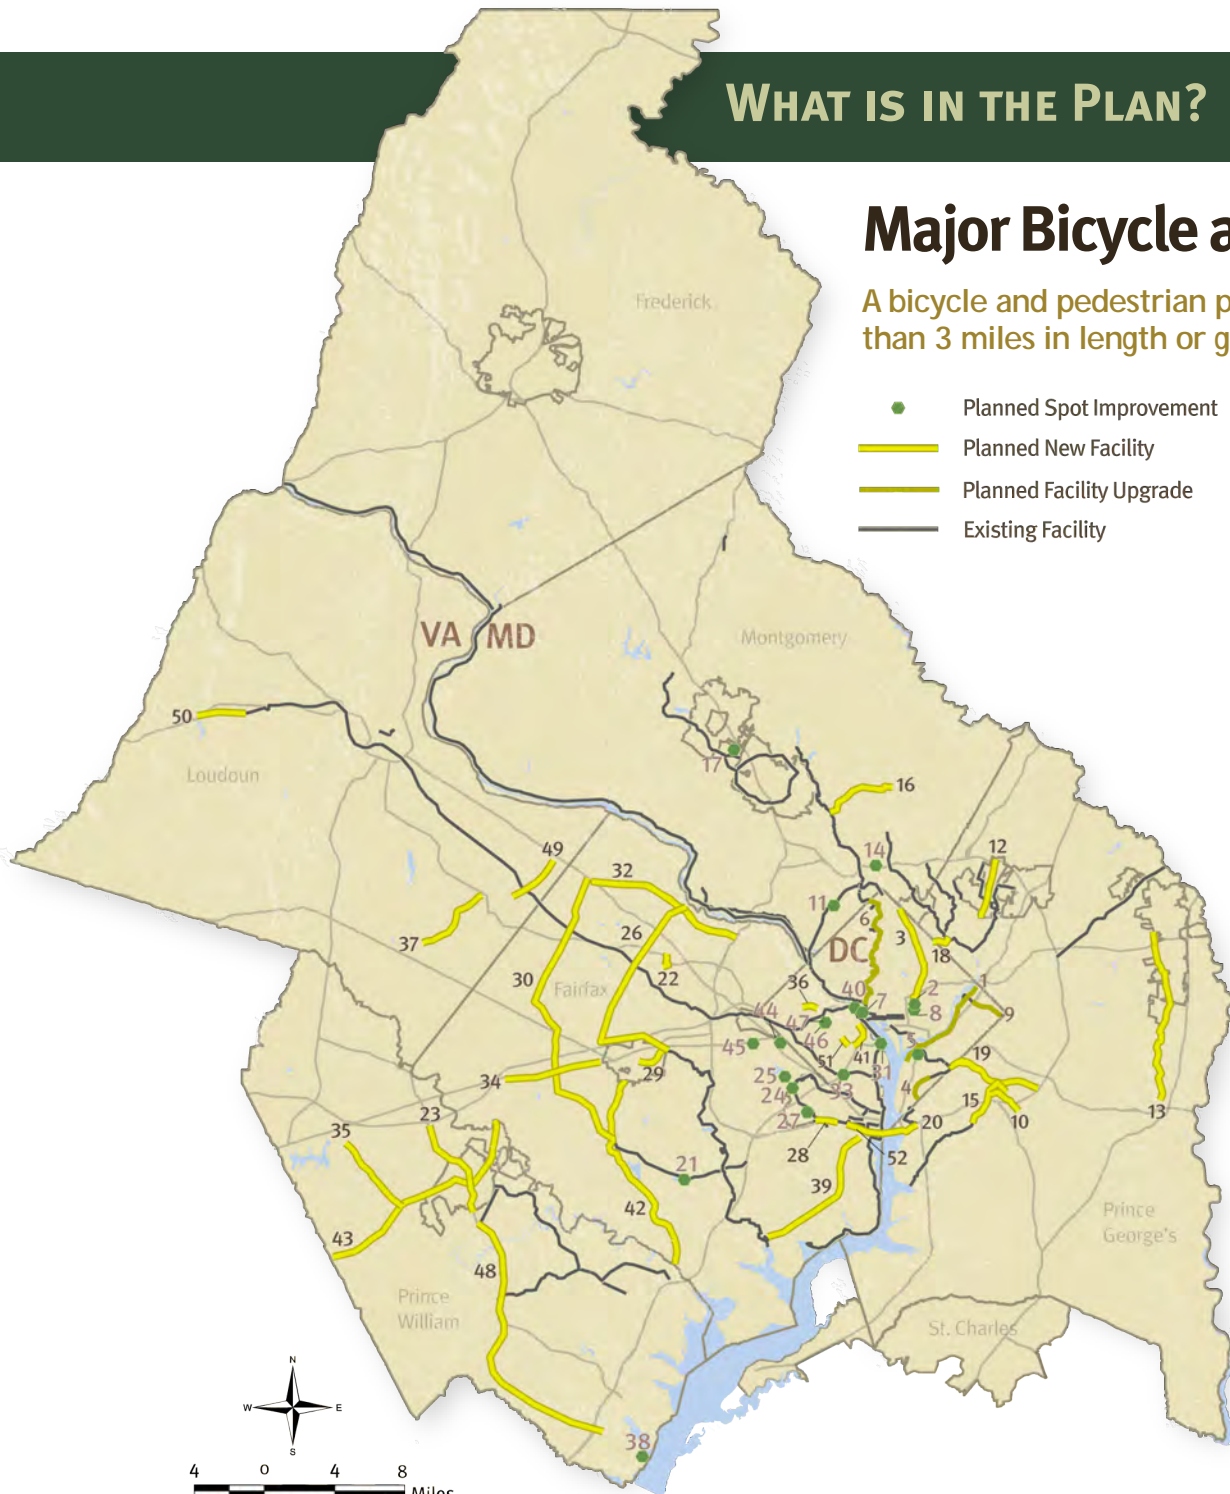 WHAT IS IN THE PLAN?
Major Bicycle a
A bicycle and pedestrian p
than 3 miles in length or g
Planned Spot Improvement
Planned New Facility
Planned Facility Upgrade
Existing Facility
Frederick
VA MD
Montgomery
50
Loudoun
17
16
49
32
14
12
11
6
3
DC
18
37
26
22
30
Fairfax
36
40
7
2
8
1
9
44
47
46
45
51
41
31
5
19
34
29
25
24
33
4
15
10
13
27
28
20
52
35
23
21
39
42
43
48
Prince
George's
Prince
William
St. Charles
38
N
W
E
S
4 0 4 8
Miles